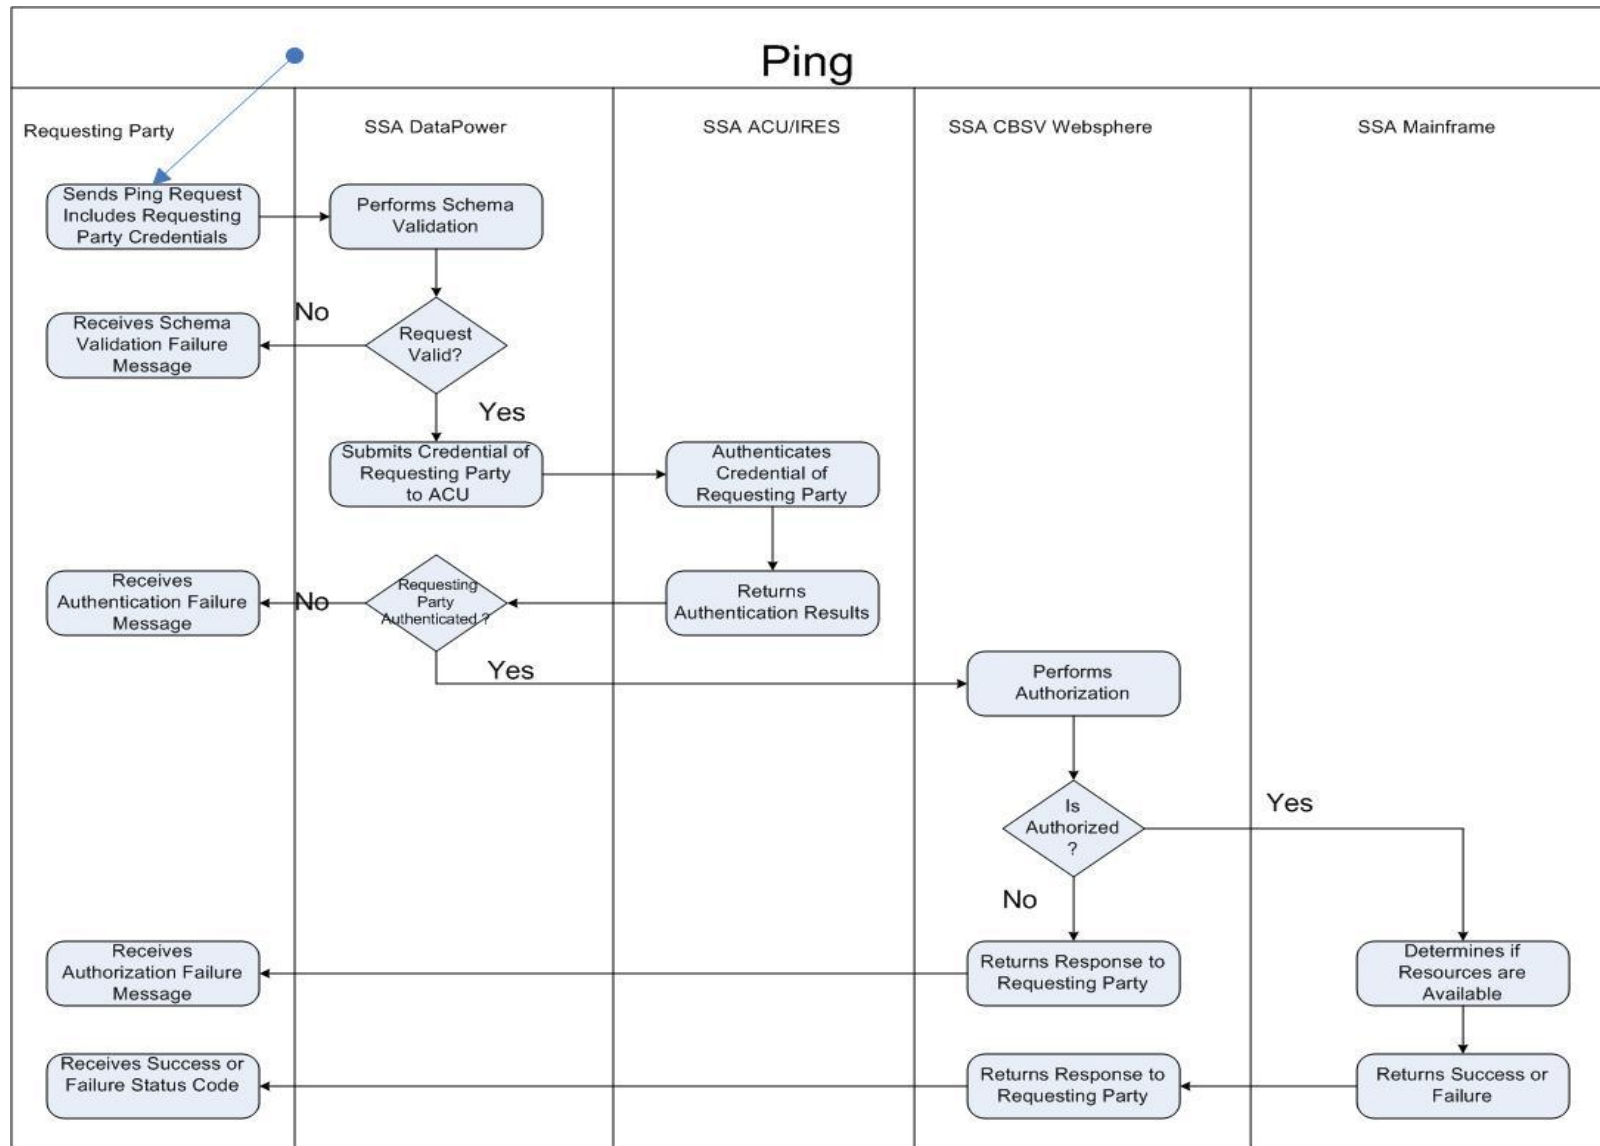 Ping
Requesting Party
SSA DataPower
SSA ACU/IRES
SSA CBSV Websphere
SSA Mainframe
Sends Ping Request
Includes Requesting
Party Credentials
Performs Schema
Validation
No
Receives Schema
Validation Failure
Message
Request
Valid?
Yes
Submits Credential of
Requesting Party
to ACU
Authenticates
Credential of
Requesting Party
Receives
Authentication Failure
Message
No
Requesting
Party
Authenticated ?
Returns
Authentication Results
Yes
Performs
Authorization
Is
Authorized
?
Yes
No
Receives
Authorization Failure
Message
Returns Response to
Requesting Party
Determines if
Resources are
Available
Receives Success or
Failure Status Code
Returns Response to
Requesting Party
Returns Success or
Failure